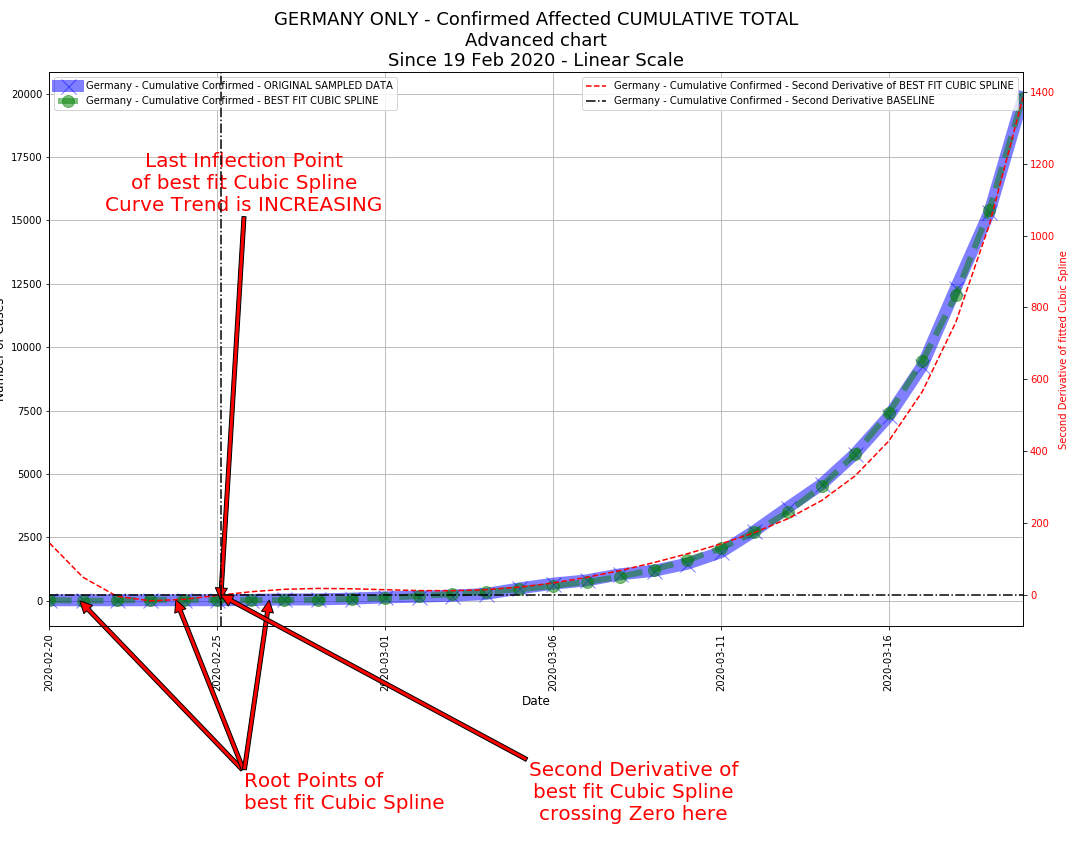 GERMANY ONLY - Confirmed Affected CUMULATIVE TOTAL
Advanced chart
Since 19 Feb 2020 - Linear Scale
Germany - Cumulative Confirmed - ORIGINAL SAMPLED DATA
Germany - Cumulative Confirmed - BEST FIT CUBIC SPLINE
Germany - Cumulative Confirmed - Second Derivative of BEST FIT CUBIC SPLINE
Germany - Cumulative Confirmed - Second Derivative BASELINE
Last Inflection Point
of best fit Cubic Spline
Curve Trend is INCREASING
20000
17500
15000
12500
10000
7500
5000
2500
0
Number of Cases
1400
1200
1000
800
600
400
200
0
Second Derivative of fitted Cubic Spline
2020-02-20
2020-02-25
2020-03-01
2020-03-06
2020-03-11
2020-03-16
Date
Root Points of
best fit Cubic Spline
Second Derivative of
best fit Cubic Spline
crossing Zero here